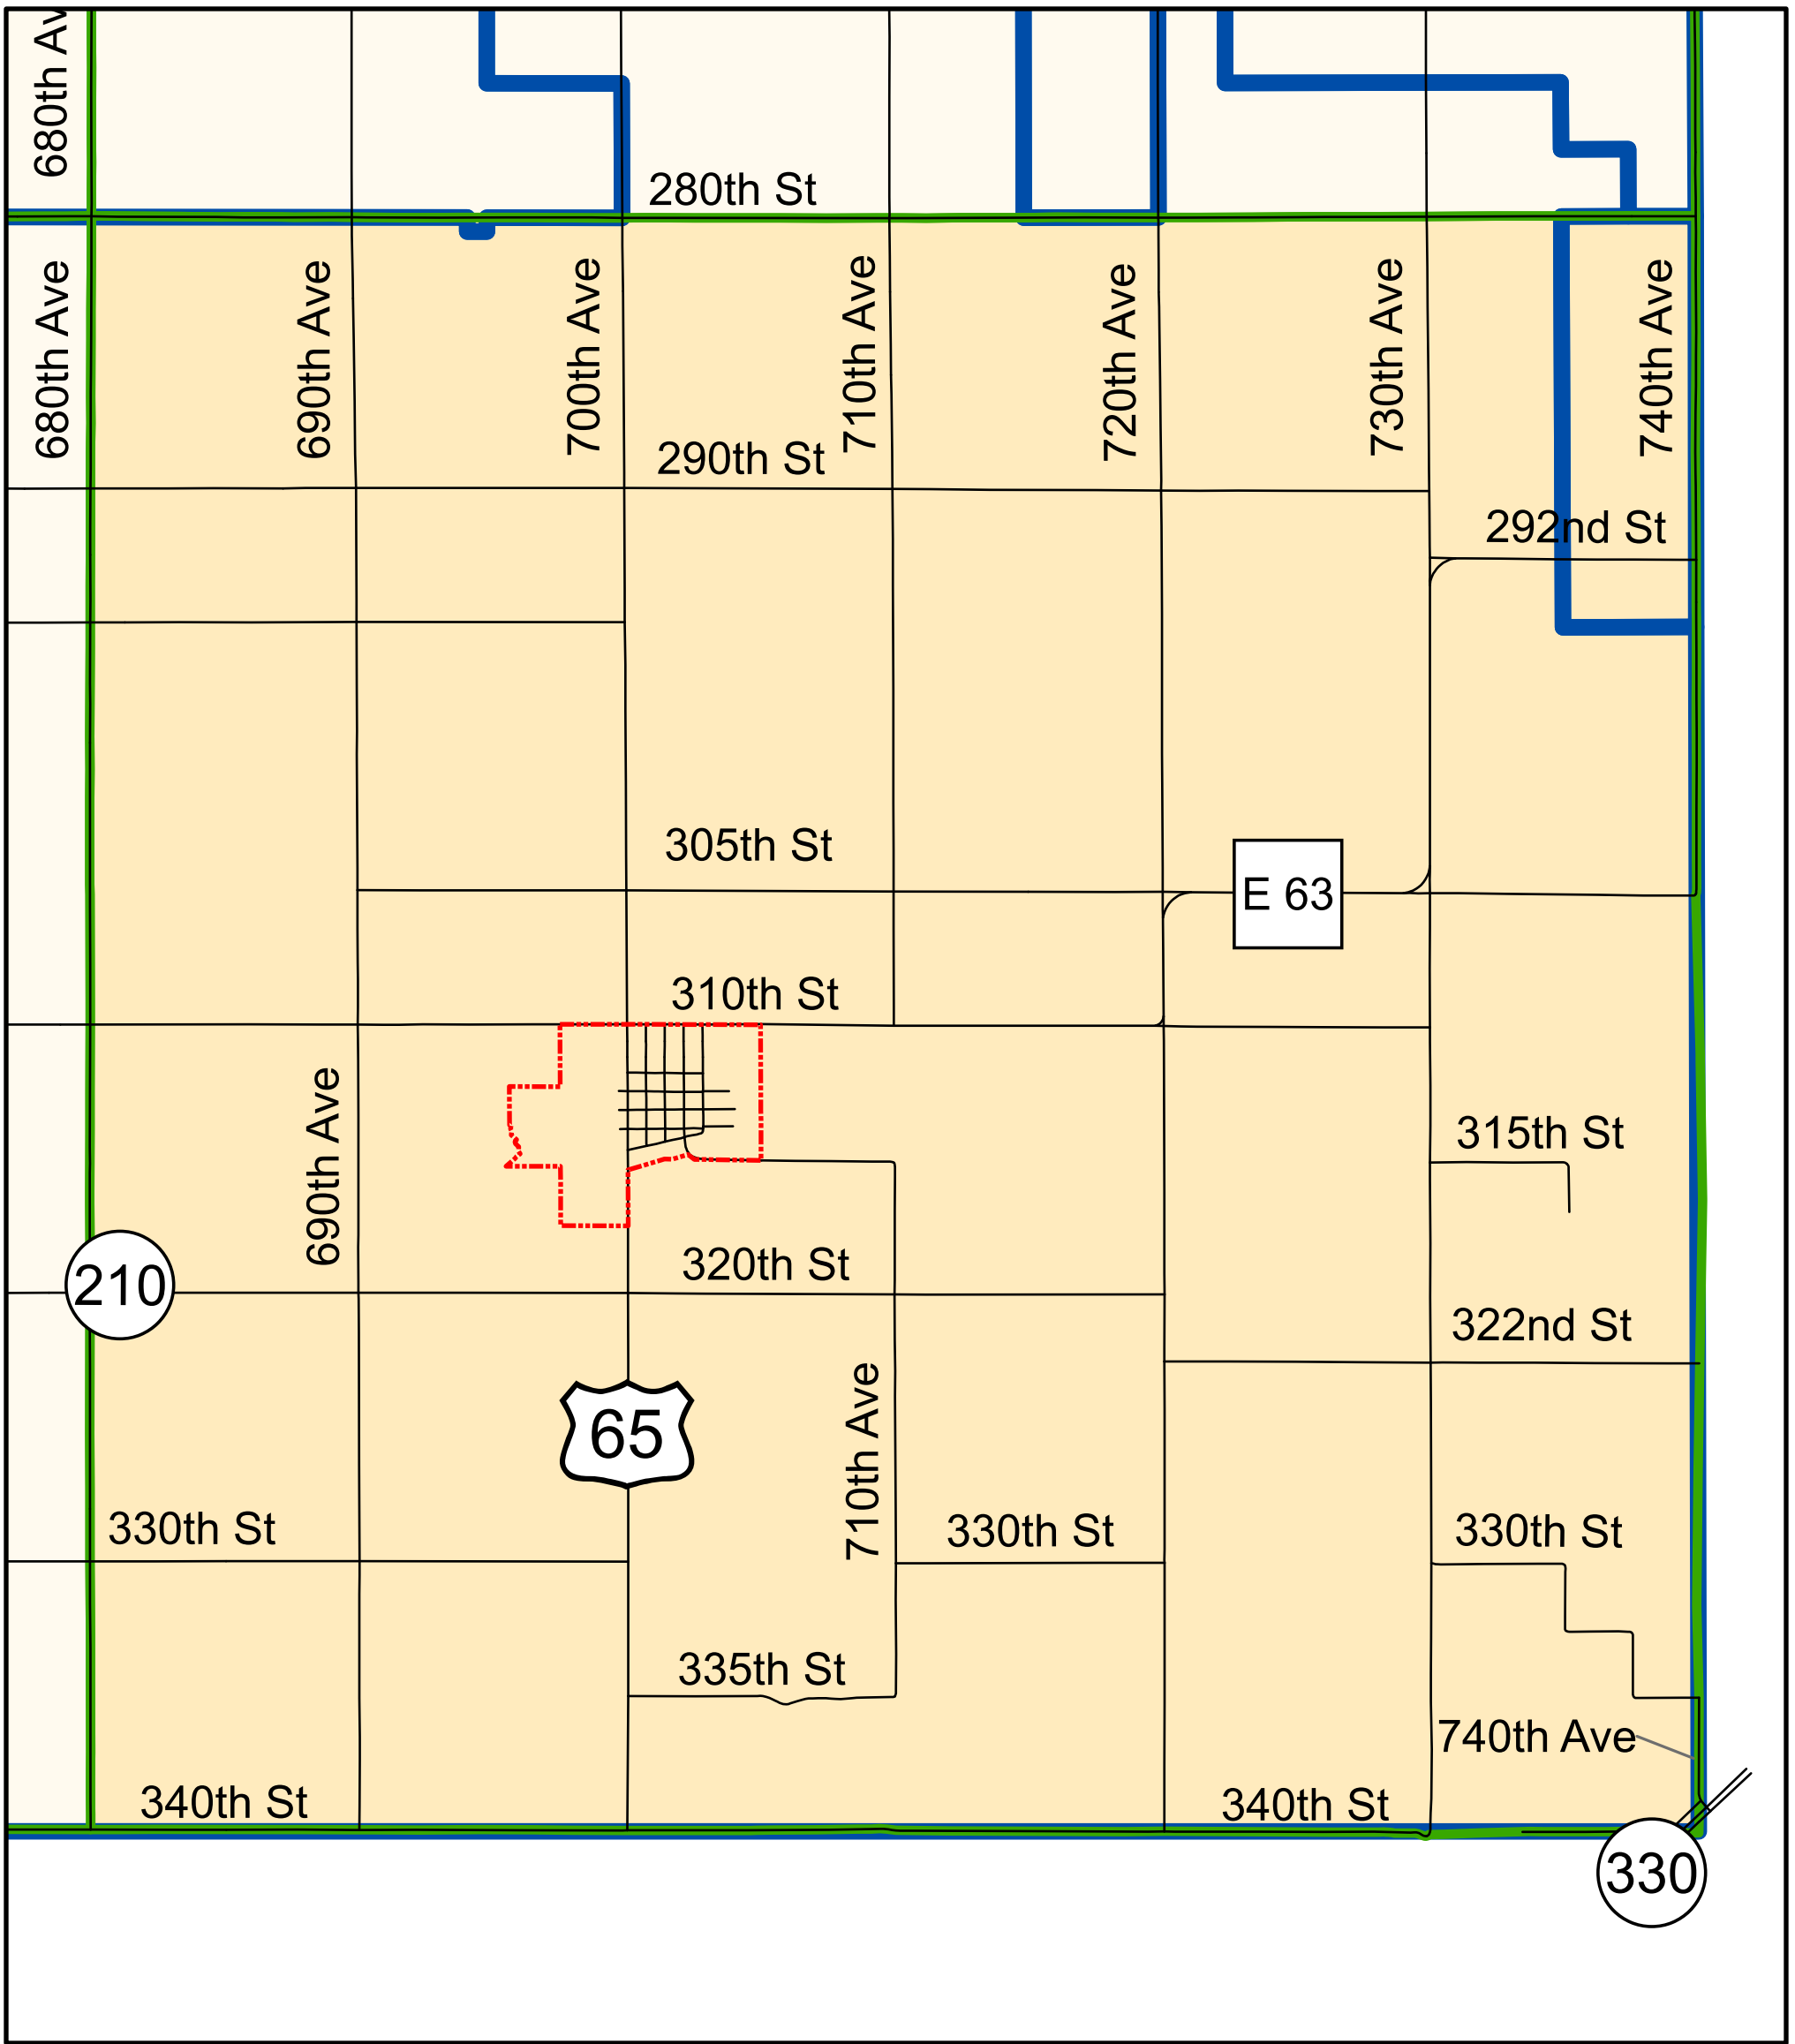 680th Av
280th St
680th Ave
690th Ave
700th Ave
710th Ave
720th Ave
730th Ave
740th Ave
290th St
292nd St
305th St
E 63
310th St
690th Ave
315th St
320th St
210
322nd St
65
710th Ave
330th St
330th St
330th St
335th St
740th Ave
340th St
340th St
330